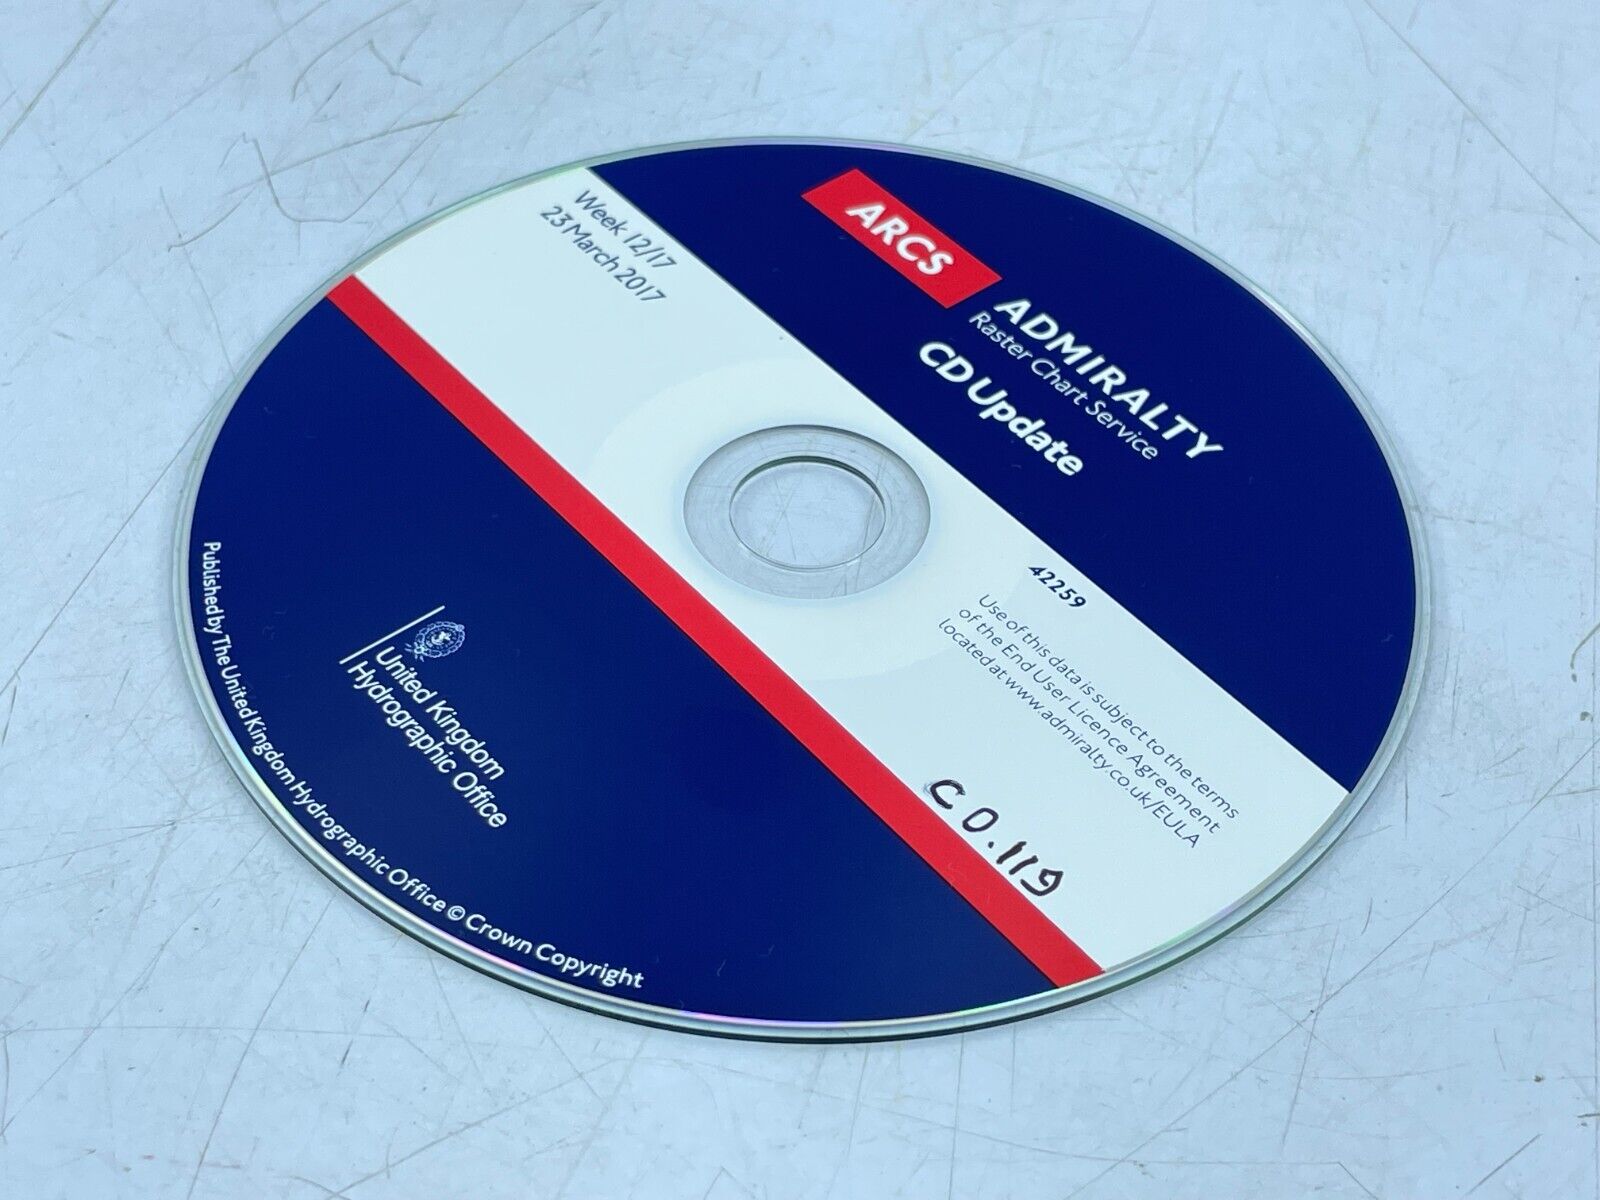 ARCS
ADMIRALTY
Raster Chart Service
CD Update
Week 12/17
23 March 2017
42259
Use of this data is subject to the terms
of the End User Licence Agreement
located at www.admiralty.co.uk/EULA
C0.119
United Kingdom
Hydrographic Office
Published by The United Kingdom Hydrographic Office © Crown Copyright